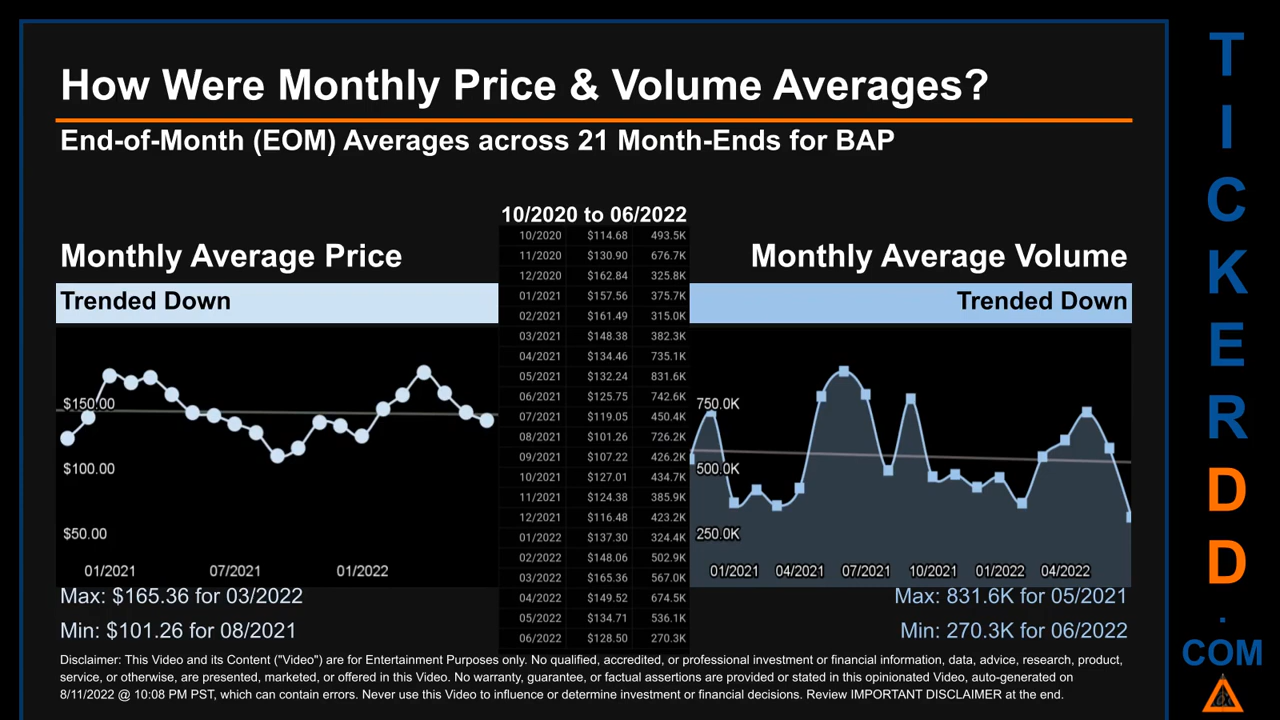 How Were Monthly Price & Volume Averages?
End-of-Month (EOM) Averages across 21 Month-Ends for BAP
10/2020 to 06/2022
Monthly Average Price
Trended Down
$150.00
$100.00
$50.00
01/2021 07/2021 01/2022
Max: $165.36 for 03/2022
Min: $101.26 for 08/2021
10/2020 $114.68 493.5K
11/2020 $130.90 676.7K
12/2020 $162.84 325.8K
01/2021 $157.56 375.7K
02/2021 $161.49 315.0K
03/2021 $148.38 382.3K
04/2021 $134.46 735.1K
05/2021 $132.24 831.6K
06/2021 $125.75 742.6K
07/2021 $119.05 450.4K
08/2021 $101.26 726.2K
09/2021 $107.22 426.2K
10/2021 $127.01 434.7K
11/2021 $124.38 385.9K
12/2021 $116.48 423.2K
01/2022 $137.30 324.4K
02/2022 $148.06 502.9K
03/2022 $165.36 567.0K
04/2022 $149.52 674.5K
05/2022 $134.71 536.1K
06/2022 $128.50 270.3K
Monthly Average Volume
Trended Down
750.0K
500.0K
250.0K
01/2021 04/2021 07/2021 10/2021 01/2022 04/2022
Max: 831.6K for 05/2021
Min: 270.3K for 06/2022
Disclaimer: This Video and its Content ("Video") are for Entertainment Purposes only. No qualified, accredited, or professional investment or financial information, data, advice, research, product,
service, or otherwise, are presented, marketed, or offered in this Video. No warranty, guarantee, or factual assertions are provided or stated in this opinionated Video, auto-generated on
8/11/2022 @ 10:08 PM PST, which can contain errors. Never use this Video to influence or determine investment or financial decisions. Review IMPORTANT DISCLAIMER at the end.
T
I
C
K
E
R
D
D
.
COM